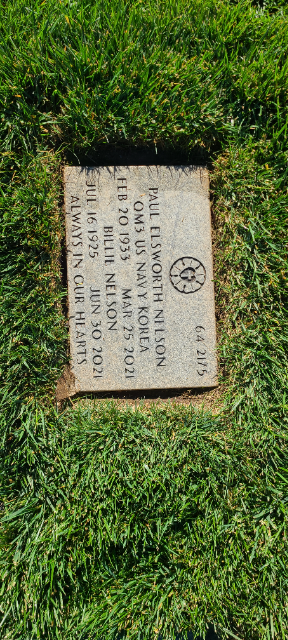 64 2175
PAUL ELSWORTH NELSON
QM3 US NAVY KOREA
FEB 20 1933 MAR 25 2021
BILLIE NELSON
JUL 16 1925 JUN 30 2021
ALWAYS IN OUR HEARTS